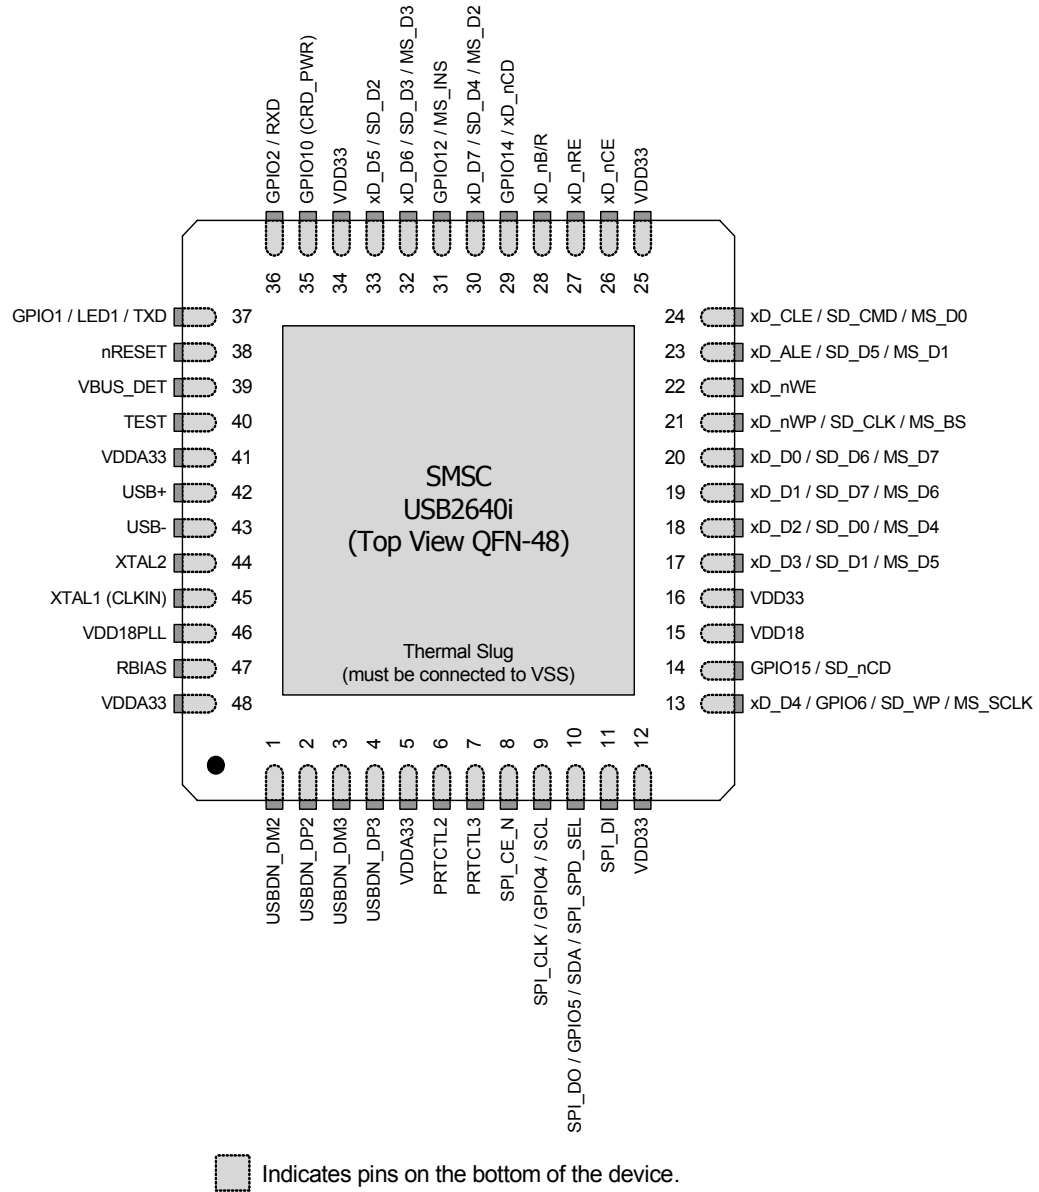 GPIO2 / RXD
GPIO10 (CRD_PWR)
VDD33
xD_D5 / SD_D2
xD_D6 / SD_D3 / MS_D3
GPIO12 / MS_INS
xD_D7 / SD_D4 / MS_D2
GPIO14 / xD_nCD
xD_nB/R
xD_nRE
xD_nCE
VDD33
36
35
34
33
32
31
30
29
28
27
26
25
GPIO1 / LED1 / TXD 37
nRESET 38
VBUS_DET 39
TEST 40
VDDA33 41
USB+ 42
USB- 43
XTAL2 44
XTAL1 (CLKIN) 45
VDD18PLL 46
RBIAS 47
VDDA33 48
SMSC
USB2640i
(Top View QFN-48)
Thermal Slug
(must be connected to VSS)
24 xD_CLE / SD_CMD / MS_D0
23 xD_ALE / SD_D5 / MS_D1
22 xD_nWE
21 xD_nWP / SD_CLK / MS_BS
20 xD_D0 / SD_D6 / MS_D7
19 xD_D1 / SD_D7 / MS_D6
18 xD_D2 / SD_D0 / MS_D4
17 xD_D3 / SD_D1 / MS_D5
16 VDD33
15 VDD18
14 GPIO15 / SD_nCD
13 xD_D4 / GPIO6 / SD_WP / MS_SCLK
1
2
3
4
5
6
7
8
9
10
11
12
USBDN_DM2
USBDN_DP2
USBDN_DM3
USBDN_DP3
VDDA33
PRTCTL2
PRTCTL3
SPI_CE_N
SPI_CLK / GPIO4 / SCL
SPI_DO / GPIO5 / SDA / SPI_SPD_SEL
SPI_DI
VDD33
Indicates pins on the bottom of the device.